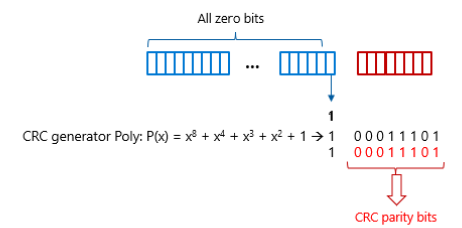 All zero bits
...
1
CRC generator Poly: P(x) = x⁸ + x⁴ + x³ + x² + 1 → 1 0 0 0 1 1 1 0 1
1 0 0 0 1 1 1 0 1
CRC parity bits